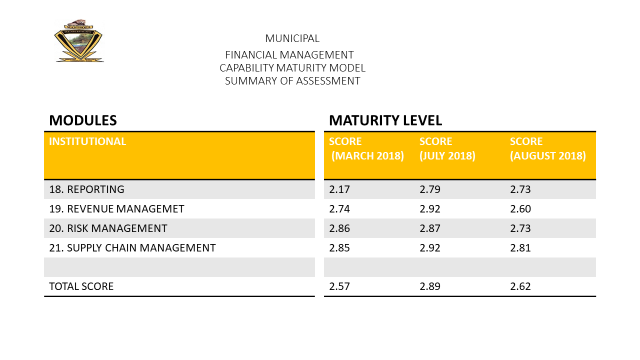 MUNICIPAL
FINANCIAL MANAGEMENT
CAPABILITY MATURITY MODEL
SUMMARY OF ASSESSMENT
MODULES MATURITY LEVEL
INSTITUTIONAL SCORE (MARCH 2018) SCORE (JULY 2018) SCORE (AUGUST 2018)
18. REPORTING 2.17 2.79 2.73
19. REVENUE MANAGEMET 2.74 2.92 2.60
20. RISK MANAGEMENT 2.86 2.87 2.73
21. SUPPLY CHAIN MANAGEMENT 2.85 2.92 2.81
TOTAL SCORE 2.57 2.89 2.62